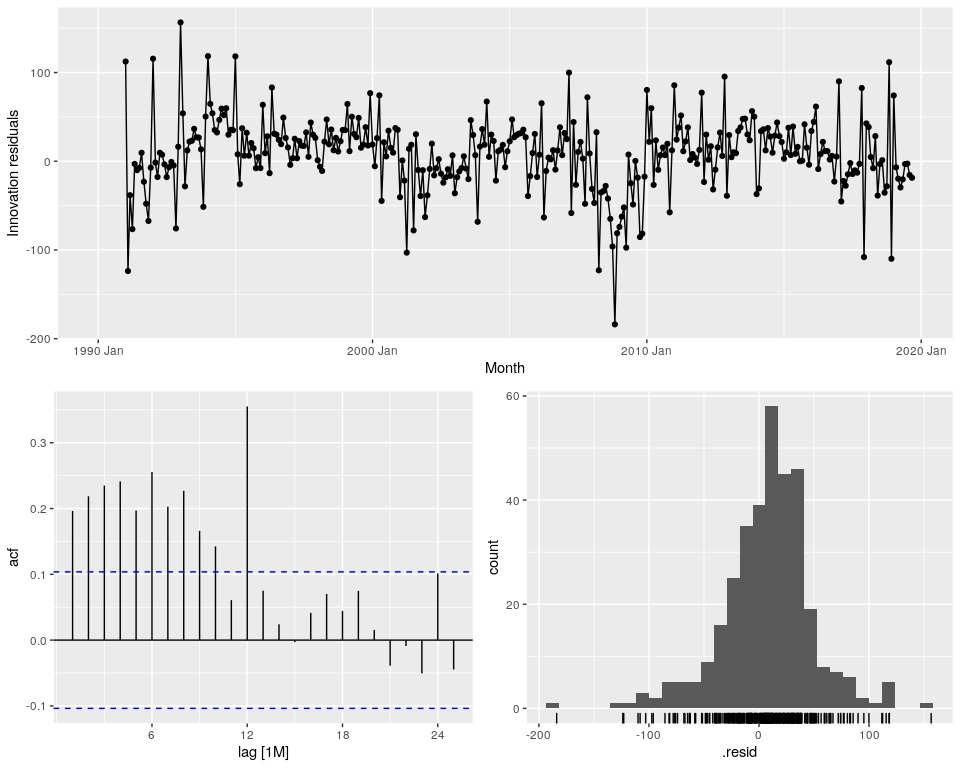 100
0
-100
-200
Innovation residuals
1990 Jan
2000 Jan
2010 Jan
2020 Jan
Month
0.3
0.2
0.1
0.0
-0.1
acf
6
12
18
24
lag [1M]
60
40
20
0
count
-200
-100
0
100
.resid